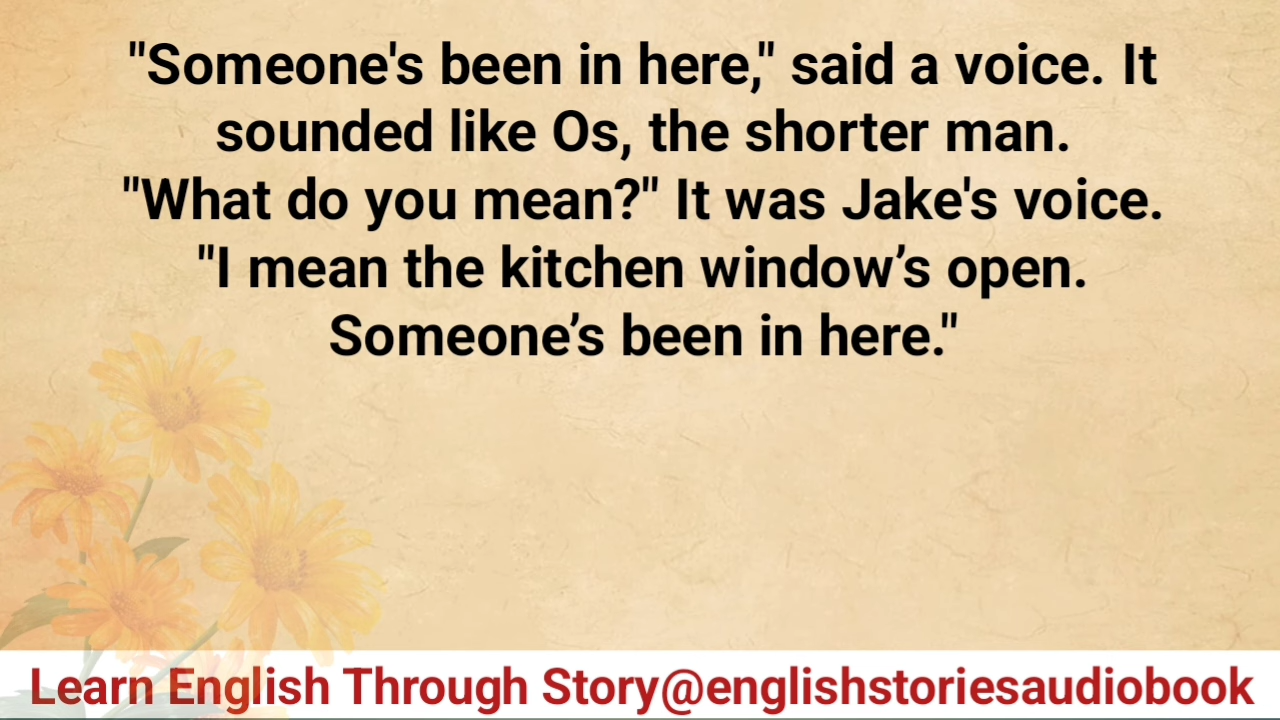 "Someone's been in here," said a voice. It
sounded like Os, the shorter man.
"What do you mean?" It was Jake's voice.
"I mean the kitchen window’s open.
Someone’s been in here."
Learn English Through Story@englishstoriesaudiobook